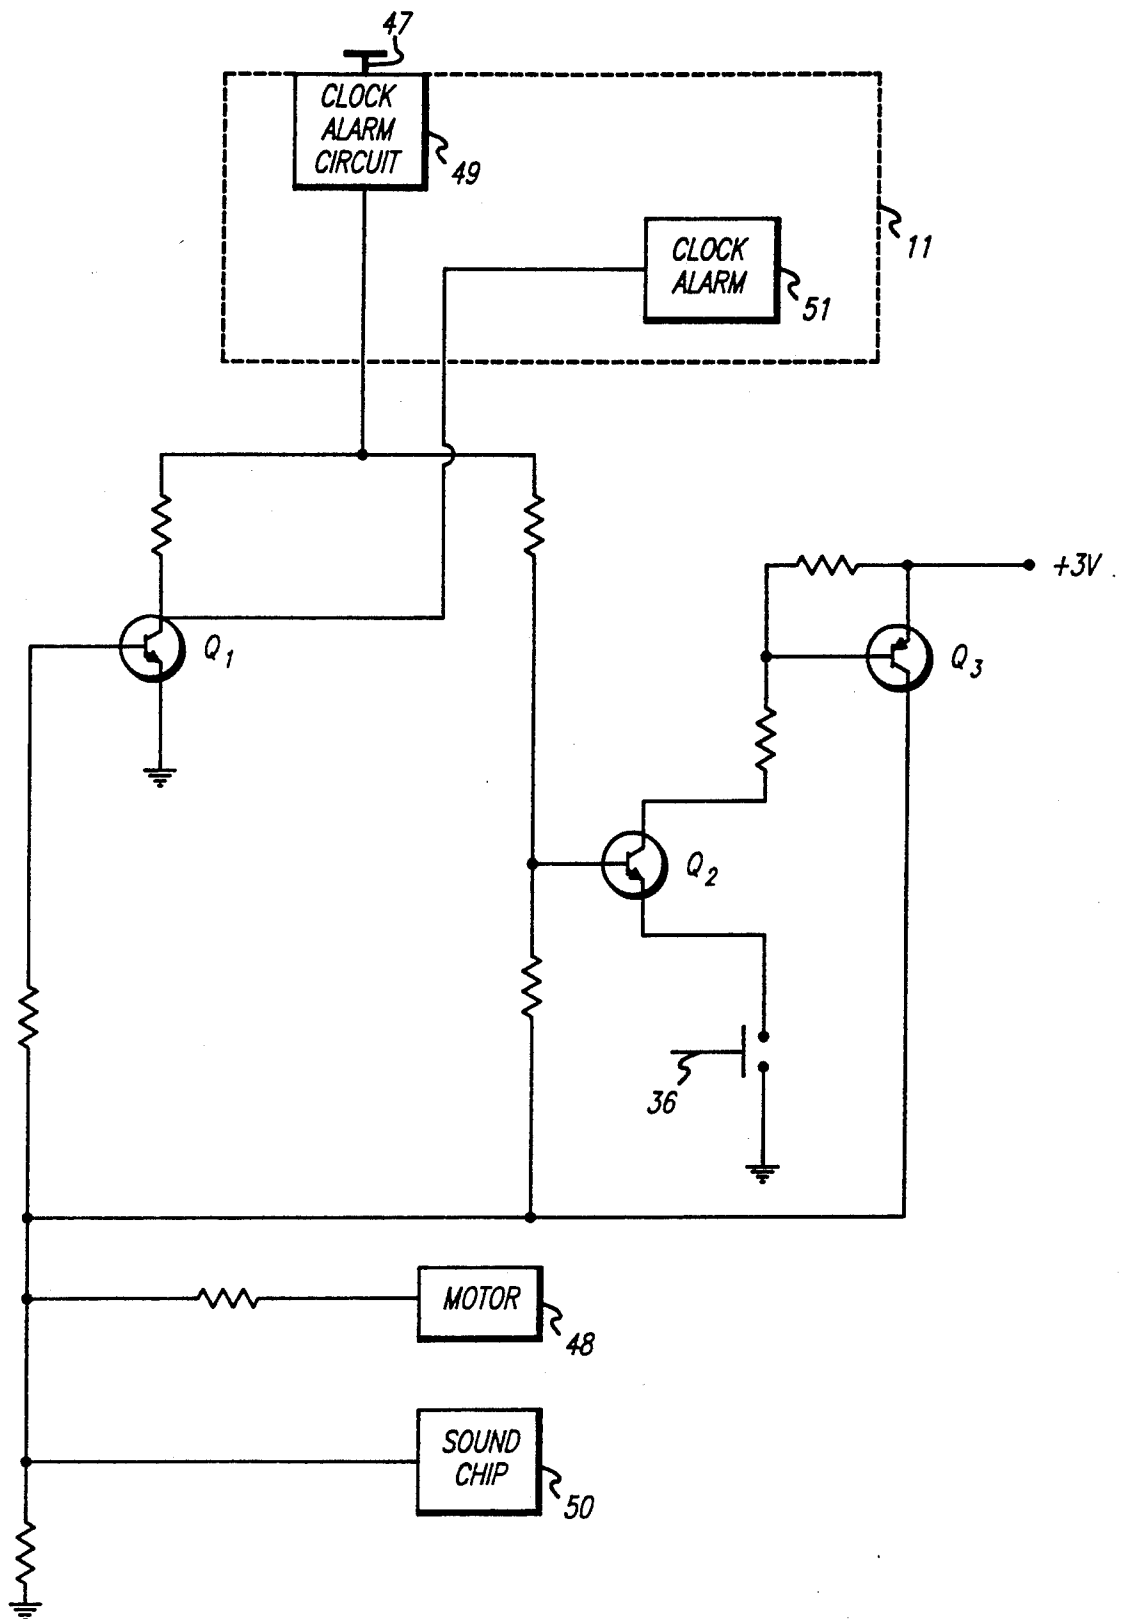 47
CLOCK
ALARM
CIRCUIT
49
11
CLOCK
ALARM
51
+3V
Q1
Q3
Q2
36
MOTOR
48
SOUND
CHIP
50